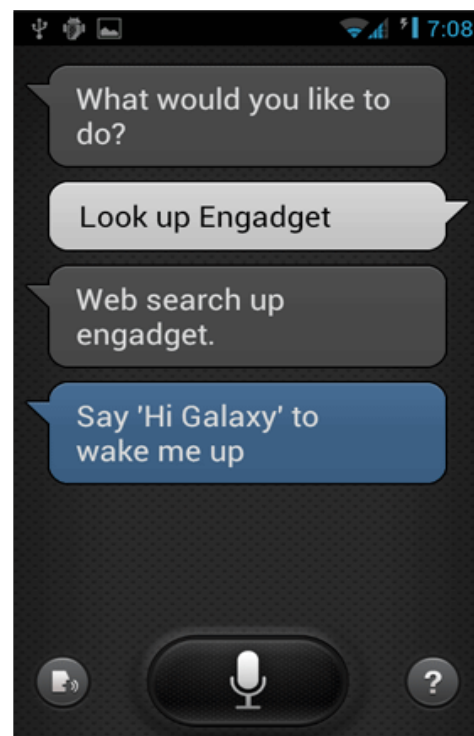 7:08
What would you like to
do?
Look up Engadget
Web search up
engadget.
Say 'Hi Galaxy' to
wake me up
?